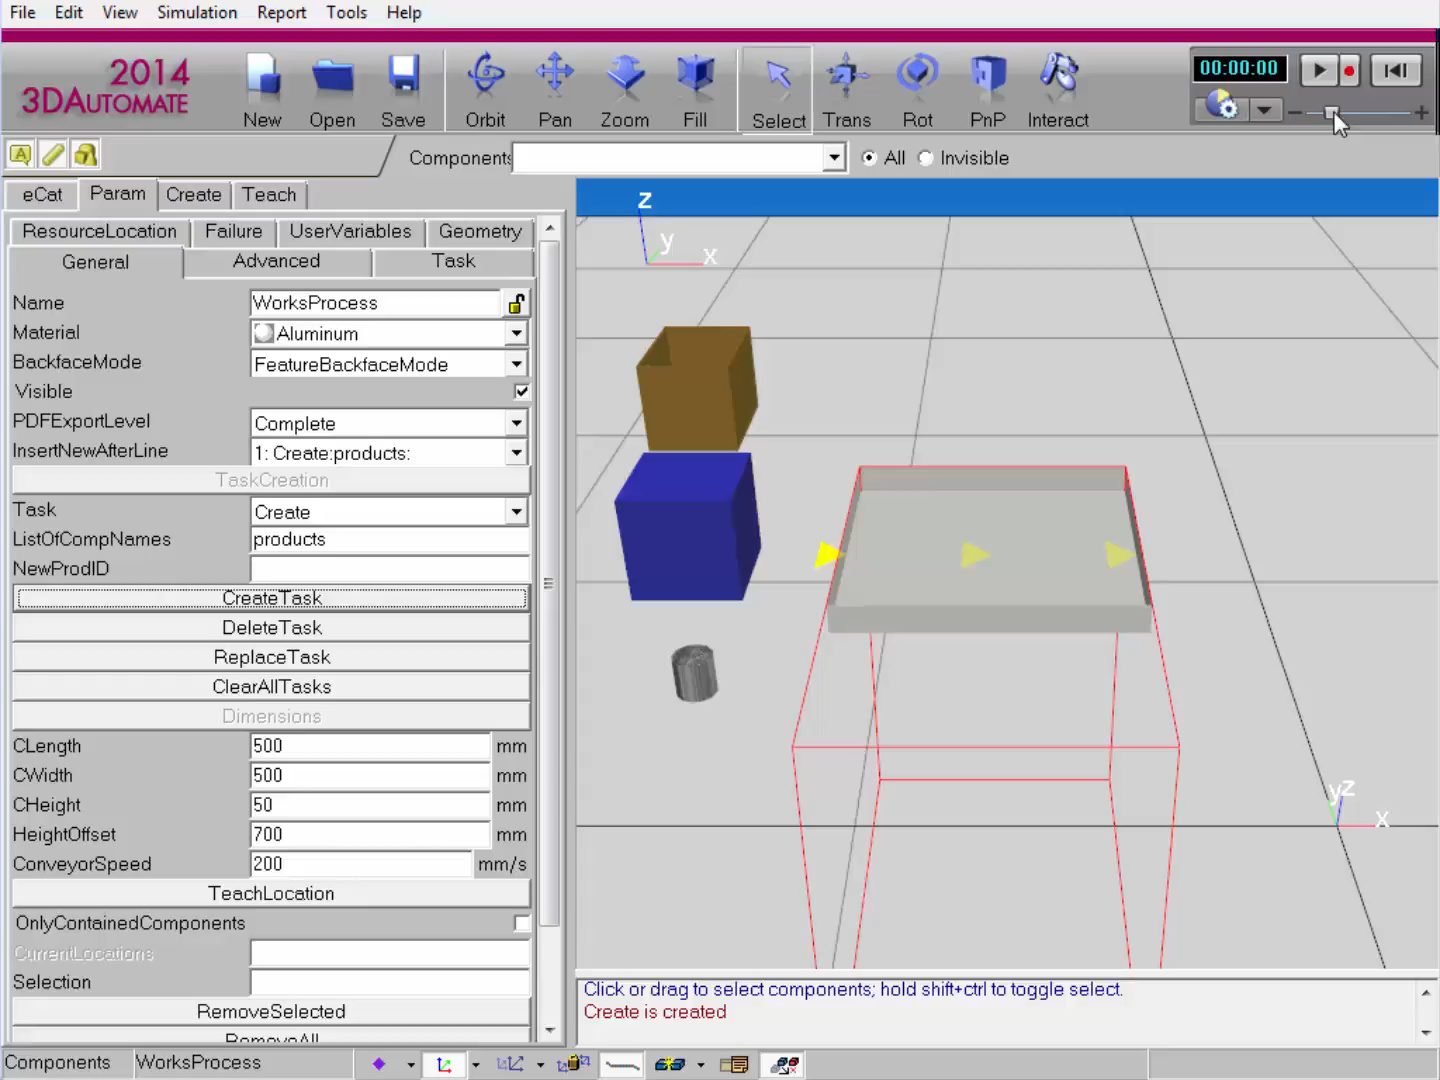 File Edit View Simulation Report Tools Help
2014
3DAUTOMATE
New Open Save Orbit Pan Zoom Fill Select Trans Rot PnP Interact
00:00:00
Components All Invisible
eCat Param Create Teach
ResourceLocation Failure UserVariables Geometry
General Advanced Task
Name WorksProcess
Material Aluminum
BackfaceMode FeatureBackfaceMode
Visible
PDFExportLevel Complete
InsertNewAfterLine 1: Create:products:
TaskCreation
Task Create
ListOfCompNames products
NewProdID
CreateTask
DeleteTask
ReplaceTask
ClearAllTasks
Dimensions
CLength 500 mm
CWidth 500 mm
CHeight 50 mm
HeightOffset 700 mm
ConveyorSpeed 200 mm/s
TeachLocation
OnlyContainedComponents
CurrentLocations
Selection
RemoveSelected
RemoveAll
z
y
x
yz
x
Click or drag to select components; hold shift+ctrl to toggle select.
Create is created
Components WorksProcess